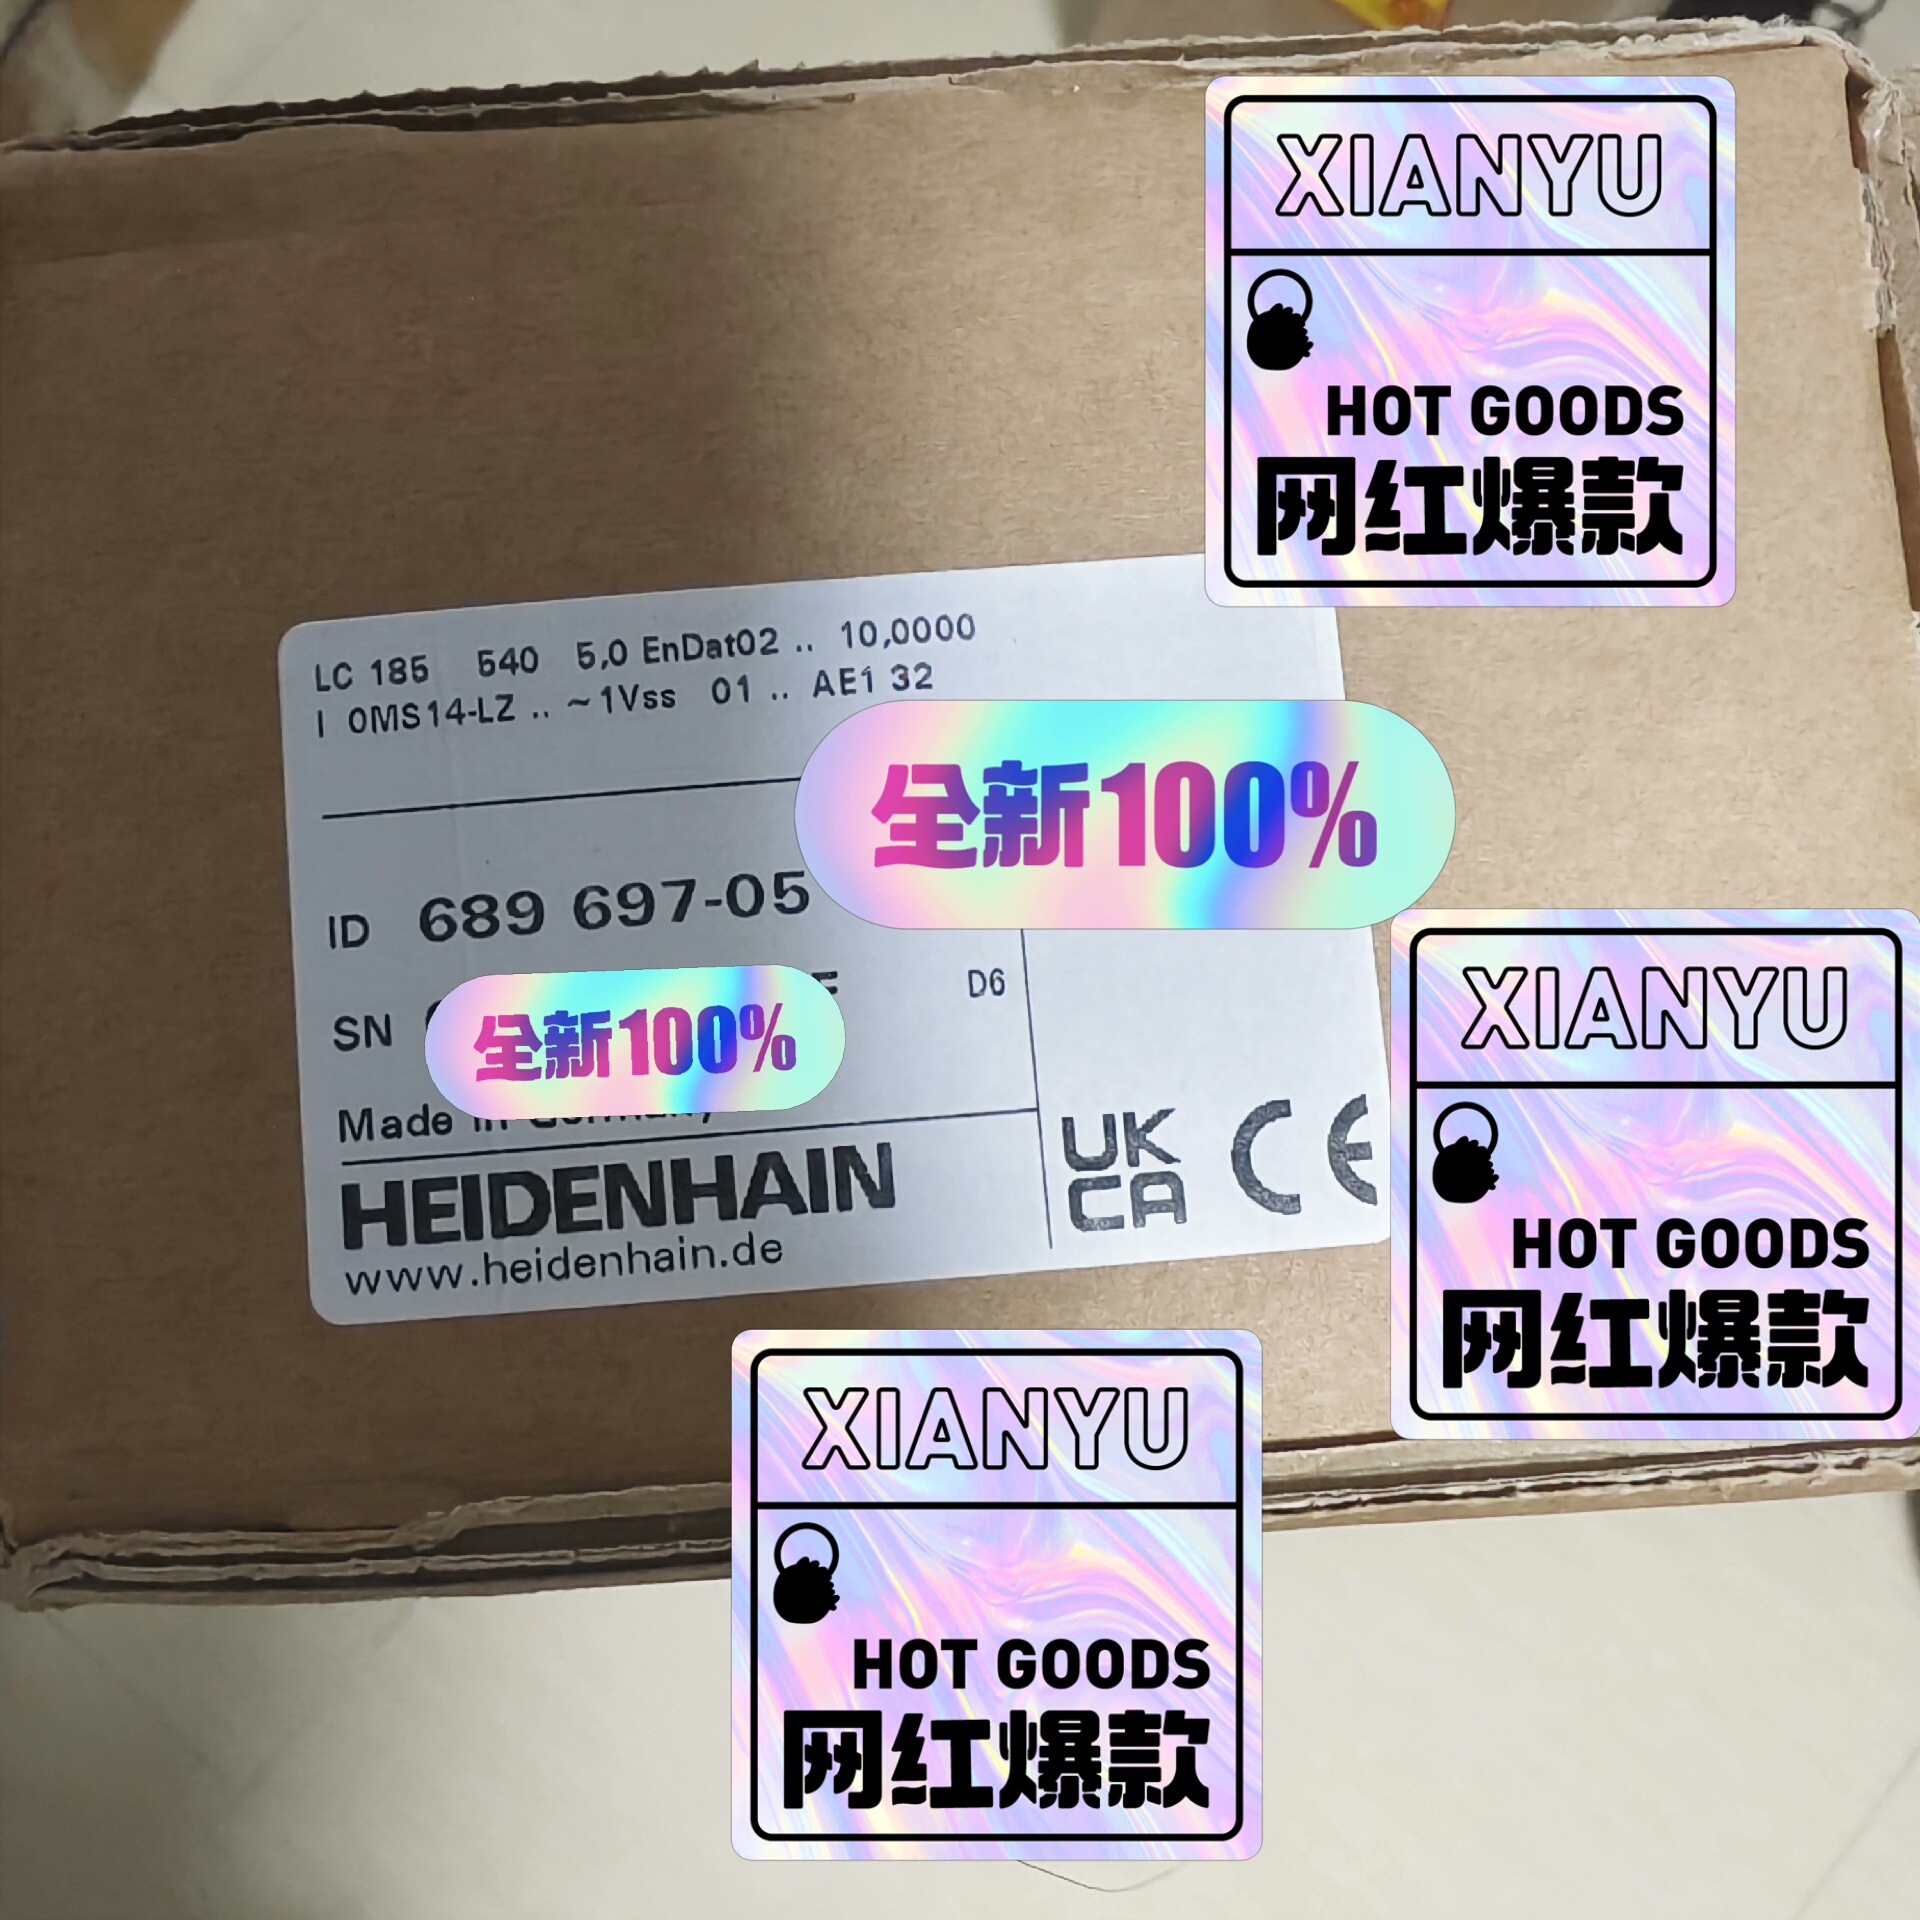 XIANYU
HOT GOODS
网红爆款
LC 185 540 5,0 EnDat02 .. 10,0000
I 0MS14-LZ .. ~1Vss 01 .. AE1 32
全新100%
ID 689 697-05
D6
SN
全新100%
Made in Germany
HEIDENHAIN
www.heidenhain.de
UK
CA
CE
XIANYU
HOT GOODS
网红爆款
XIANYU
HOT GOODS
网红爆款